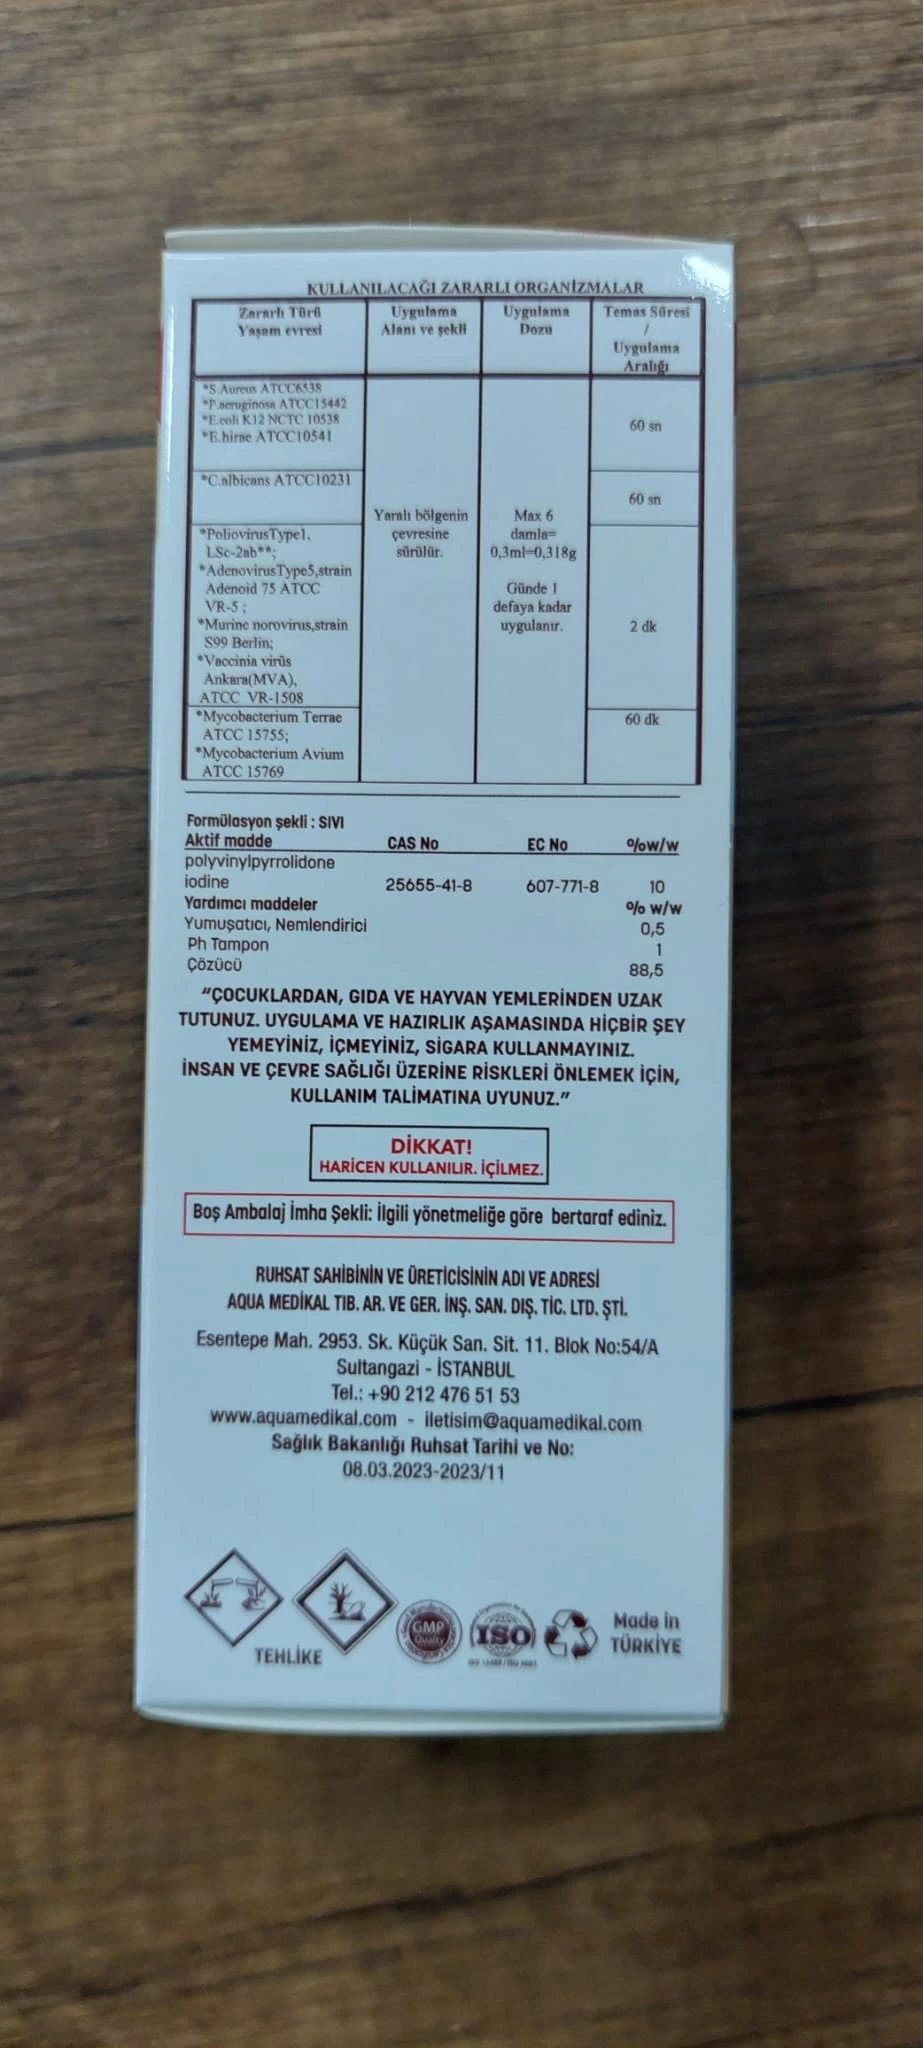 KULLANILACAĞI ZARARLI ORGANİZMALAR
Zararlı Türü
Yaşam evresi
Uygulama
Alanı ve şekli
Uygulama
Dozu
Temas Süresi
/
Uygulama
Aralığı
*S.Aureus ATCC6538
*P.aeruginosa ATCC15442
*E.coli K12 NCTC 10538
*E.hirae ATCC10541
60 sn
*C.albicans ATCC10231
60 sn
Yaralı bölgenin
çevresine
sürülür.
Max 6
damla=
0,3ml=0,318g
Günde 1
defaya kadar
uygulanır.
*PoliovirusType1,
LSc-2ab**;
*AdenovirusType5,strain
Adenoid 75 ATCC
VR-5 ;
*Murine norovirus,strain
S99 Berlin;
*Vaccinia virüs
Ankara(MVA),
ATCC VR-1508
2 dk
*Mycobacterium Terrae
ATCC 15755;
*Mycobacterium Avium
ATCC 15769
60 dk
Formülasyon şekli : SIVI
Aktif madde CAS No EC No %w/w
polyvinylpyrrolidone
iodine 25655-41-8 607-771-8 10
Yardımcı maddeler % w/w
Yumuşatıcı, Nemlendirici 0,5
Ph Tampon 1
Çözücü 88,5
"ÇOCUKLARDAN, GIDA VE HAYVAN YEMLERİNDEN UZAK
TUTUNUZ. UYGULAMA VE HAZIRLIK AŞAMASINDA HİÇBİR ŞEY
YEMEYİNİZ, İÇMEYİNİZ, SİGARA KULLANMAYINIZ.
İNSAN VE ÇEVRE SAĞLIĞI ÜZERİNE RİSKLERİ ÖNLEMEK İÇİN,
KULLANIM TALİMATINA UYUNUZ."
DİKKAT!
HARİCEN KULLANILIR. İÇİLMEZ.
Boş Ambalaj İmha Şekli: İlgili yönetmeliğe göre bertaraf ediniz.
RUHSAT SAHİBİNİN VE ÜRETİCİSİNİN ADI VE ADRESİ
AQUA MEDİKAL TIB. AR. VE GER. İNŞ. SAN. DIŞ. TİC. LTD. ŞTİ.
Esentepe Mah. 2953. Sk. Küçük San. Sit. 11. Blok No:54/A
Sultangazi - İSTANBUL
Tel.: +90 212 476 51 53
www.aquamedikal.com - iletisim@aquamedikal.com
Sağlık Bakanlığı Ruhsat Tarihi ve No:
08.03.2023-2023/11
TEHLİKE
GMP
Quality
ISO
Made in
TÜRKİYE